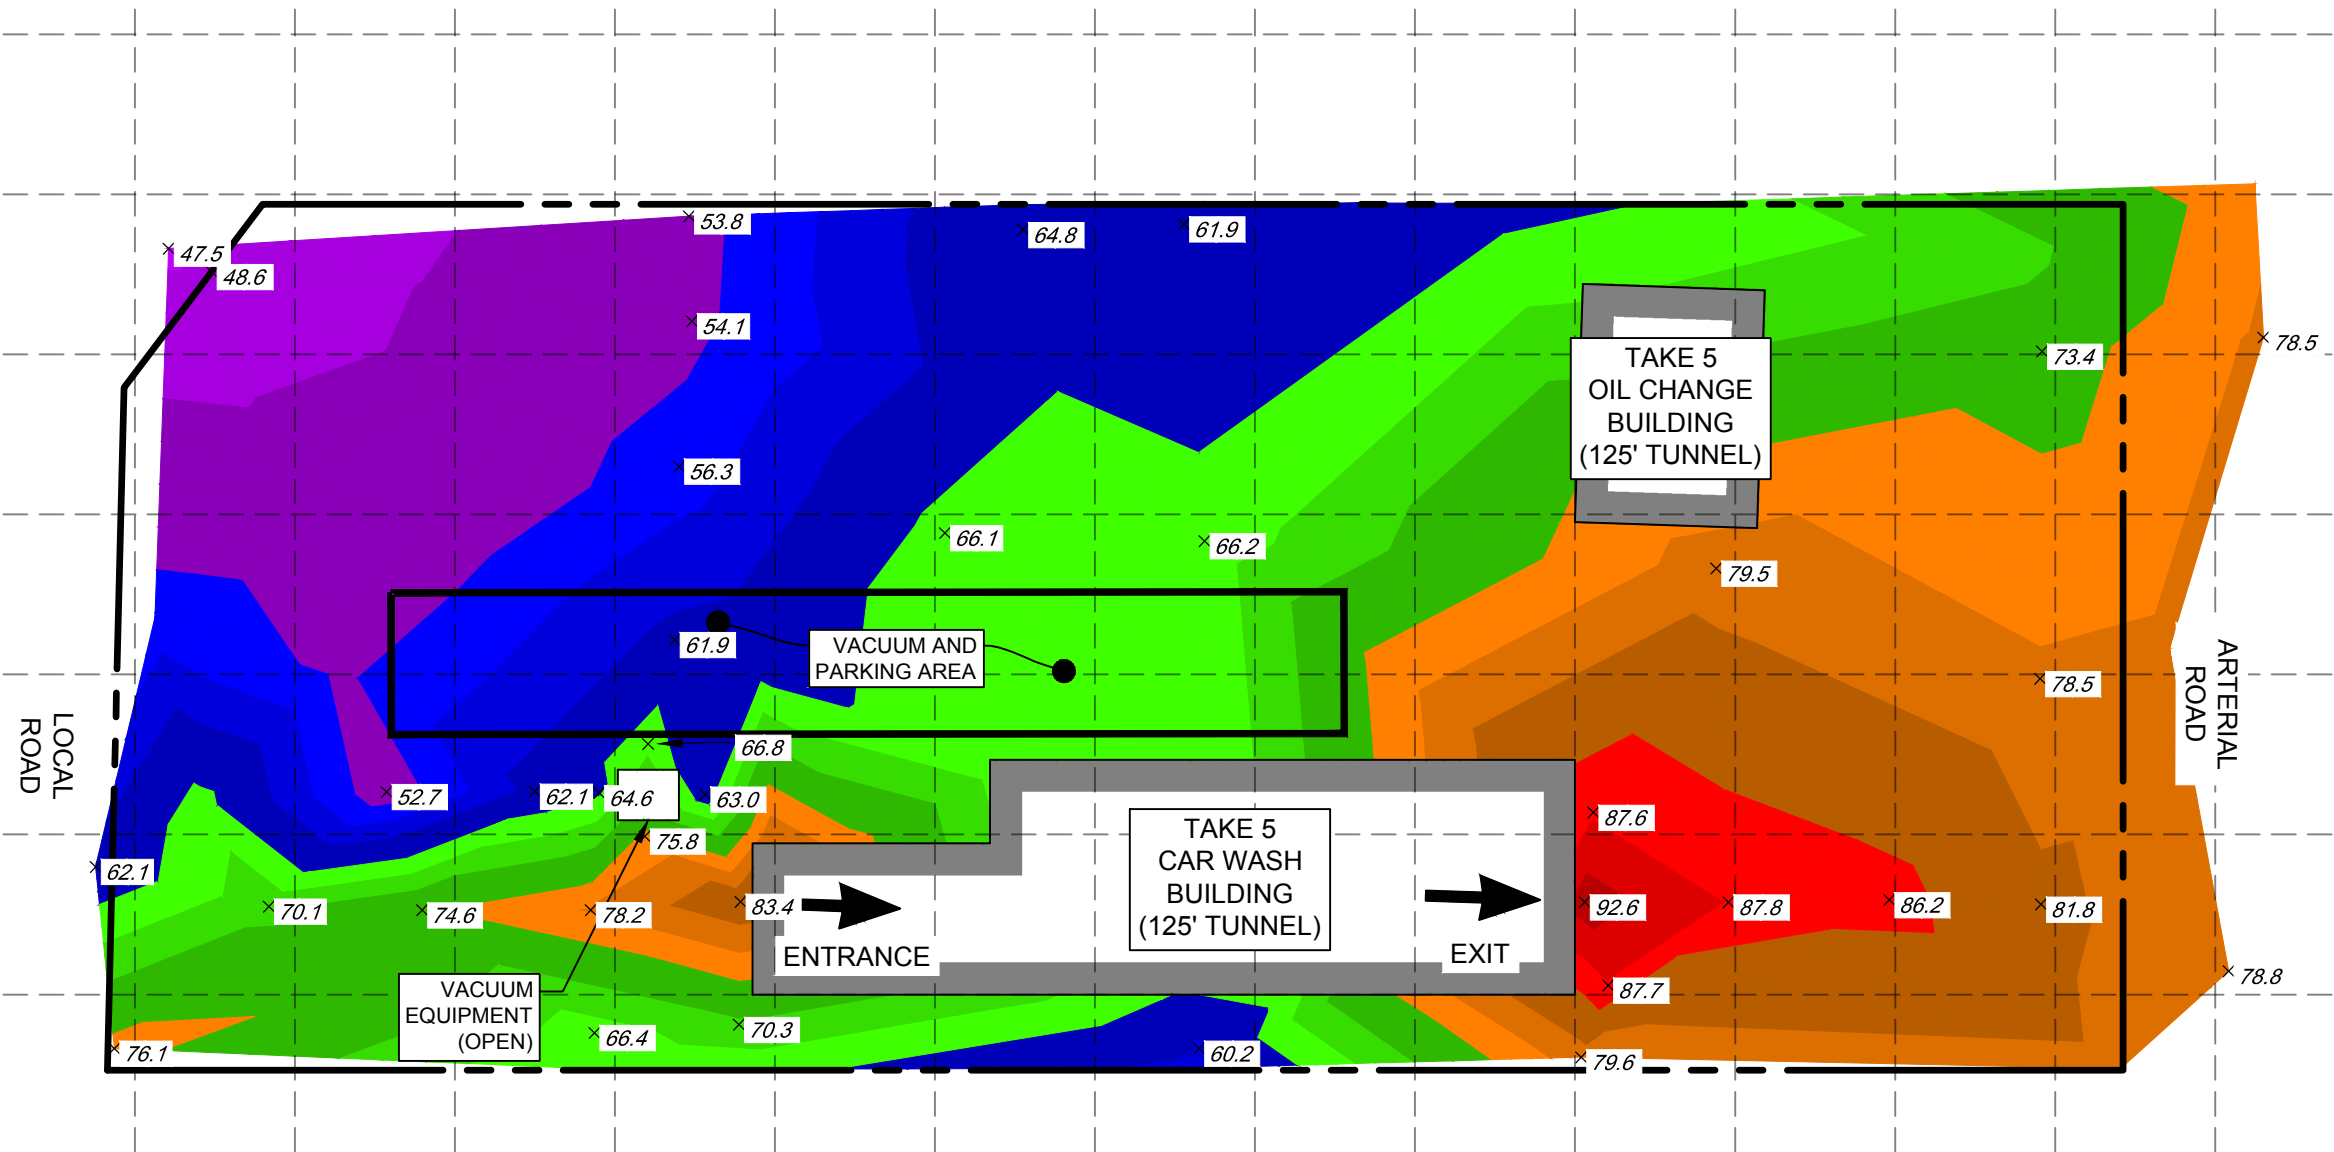 53.8
47.5
48.6
64.8
61.9
54.1
78.5
73.4
TAKE 5
OIL CHANGE
BUILDING
(125' TUNNEL)
56.3
66.1
66.2
79.5
61.9
VACUUM AND
PARKING AREA
78.5
ARTERIAL
ROAD
LOCAL
ROAD
66.8
52.7
62.1
64.6
63.0
75.8
87.6
TAKE 5
CAR WASH
BUILDING
(125' TUNNEL)
62.1
70.1
74.6
78.2
83.4
92.6
87.8
86.2
81.8
ENTRANCE
EXIT
78.8
87.7
VACUUM
EQUIPMENT
(OPEN)
66.4
70.3
76.1
60.2
79.6